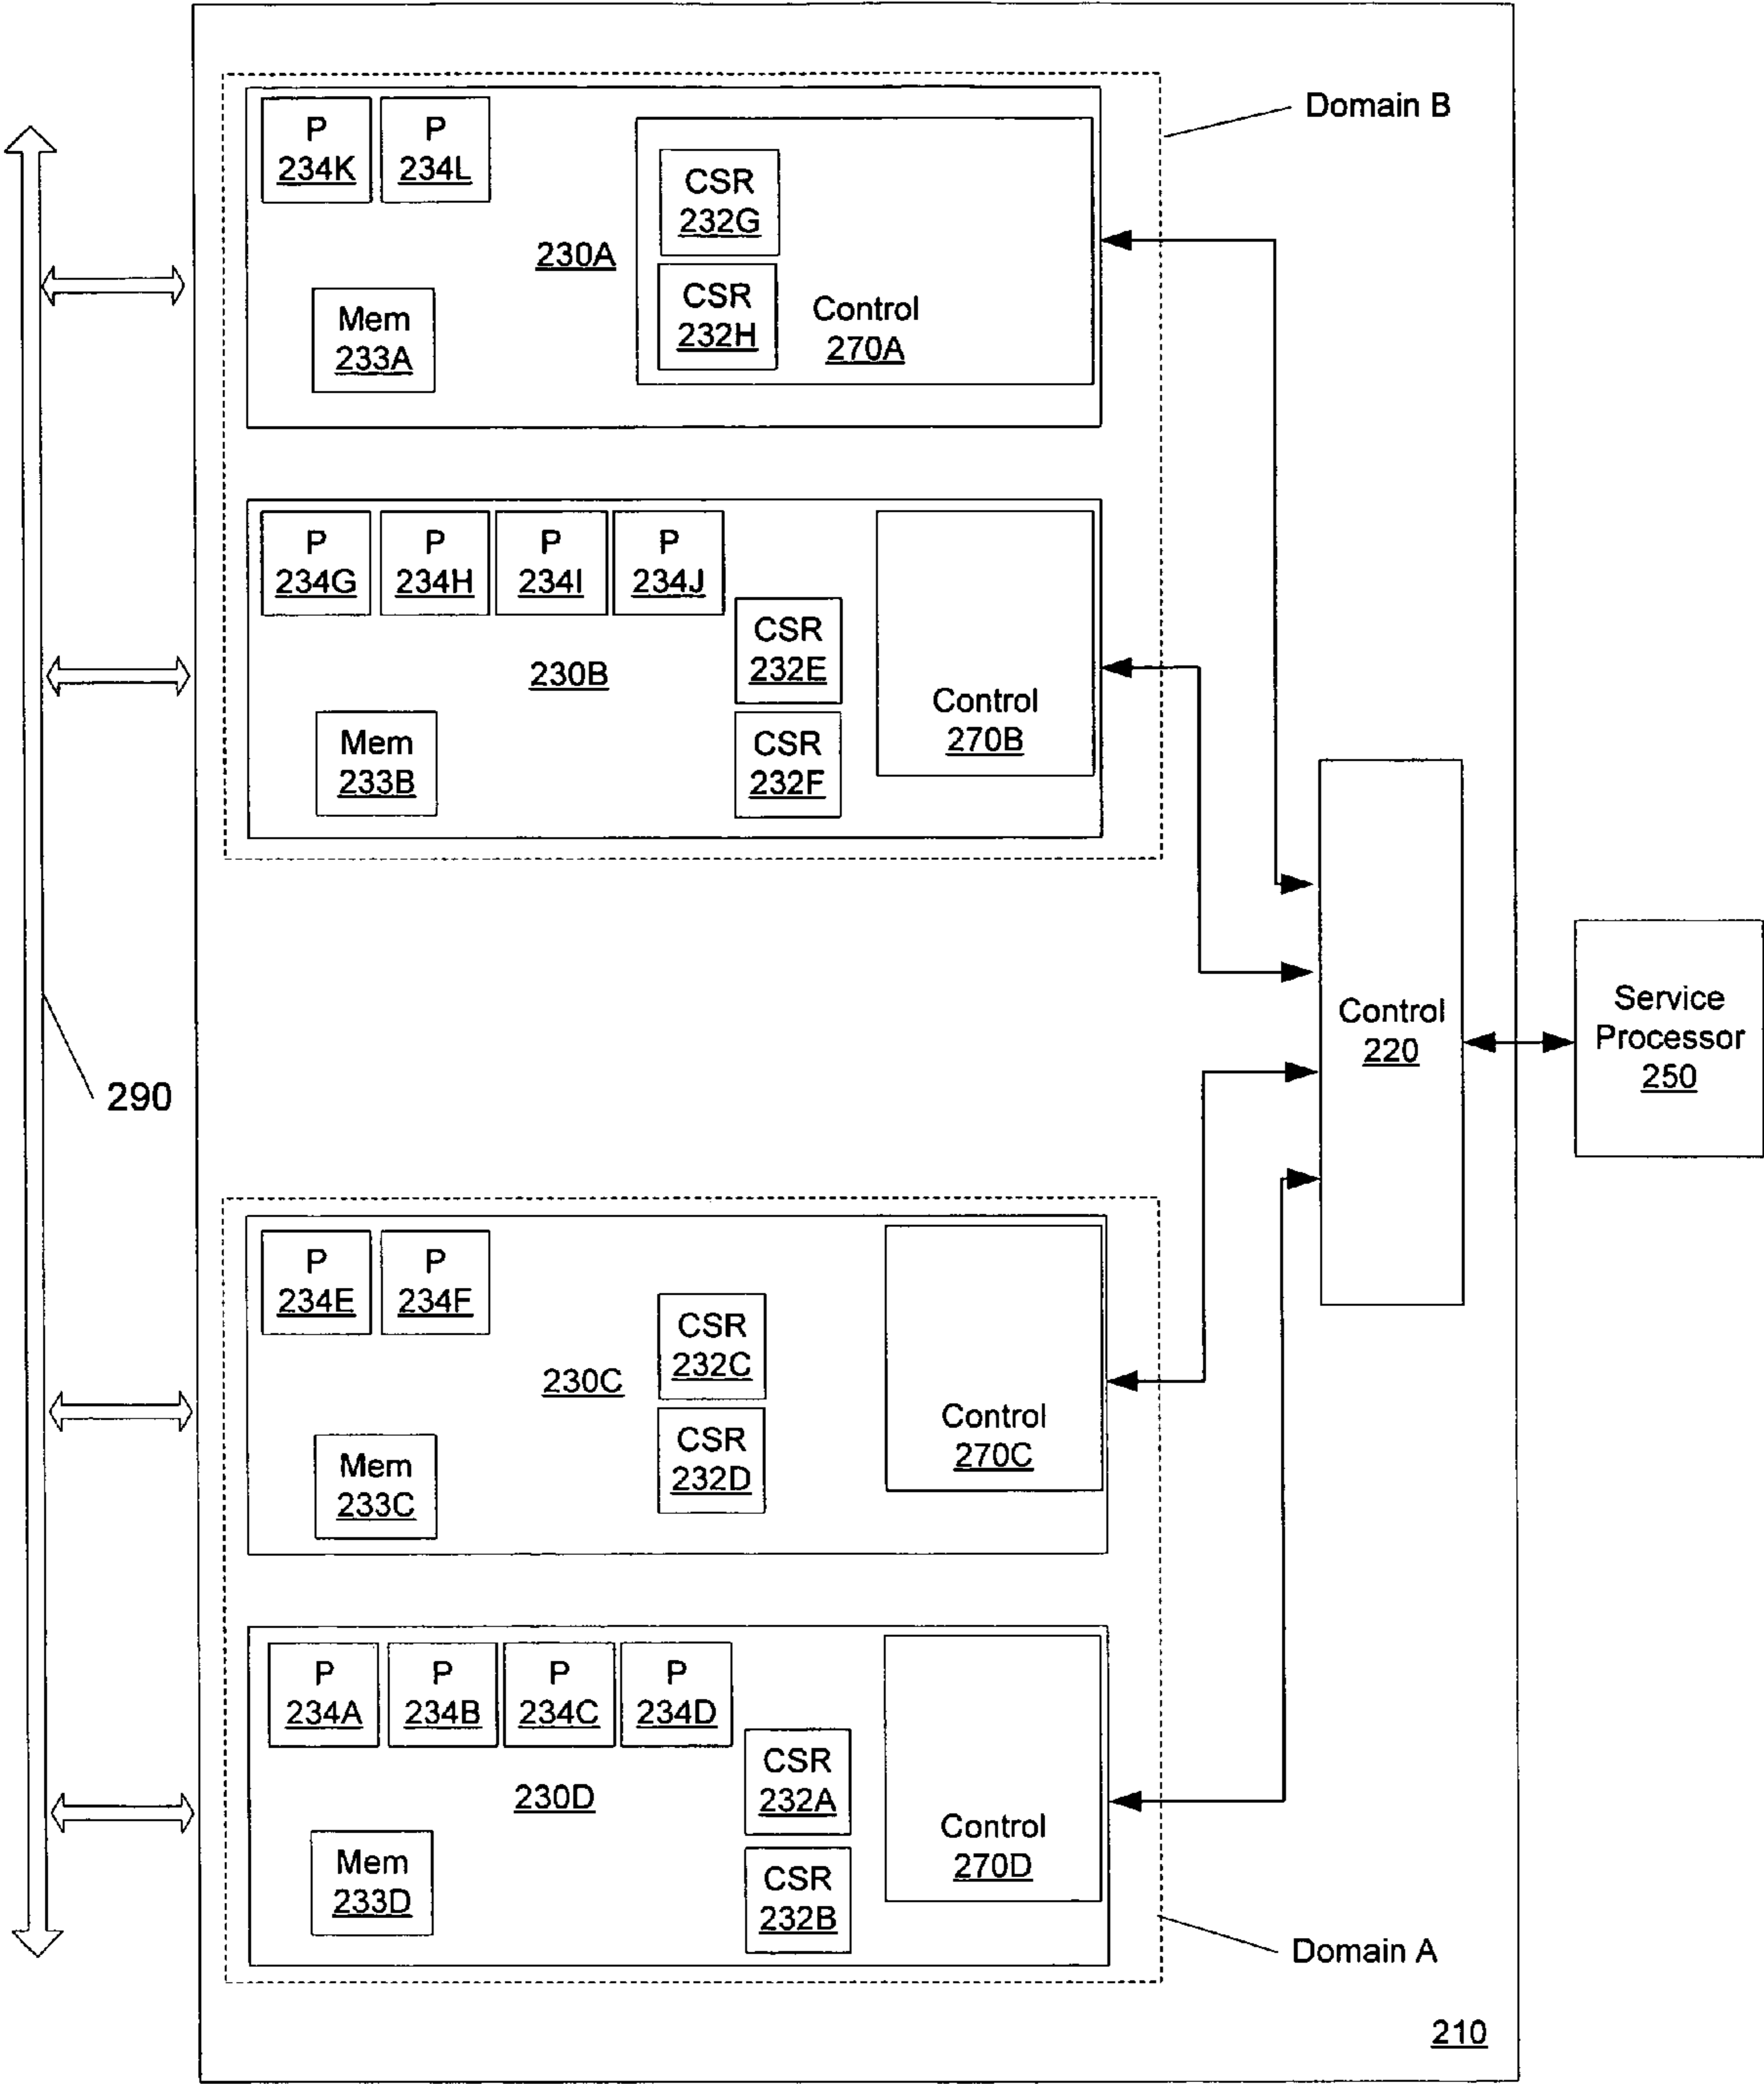 Domain B
P
234K
P
234L
CSR
232G
230A
CSR
232H
Control
270A
Mem
233A
P
234G
P
234H
P
234I
P
234J
CSR
232E
230B
Control
270B
Mem
233B
CSR
232F
Control
220
Service
Processor
250
290
P
234E
P
234F
CSR
232C
230C
Control
270C
CSR
232D
Mem
233C
P
234A
P
234B
P
234C
P
234D
CSR
232A
230D
Control
270D
Mem
233D
CSR
232B
Domain A
210